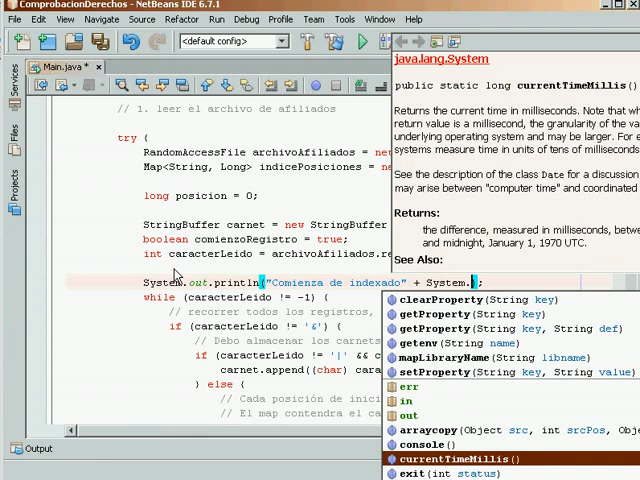 ComprobacionDerechos - NetBeans IDE 6.7.1
File Edit View Navigate Source Refactor Run Debug Profile Team Tools Window Help
<default config>
Main.java *
Services
Files
Projects
// 1. leer el archivo de afiliados
try {
RandomAccessFile archivoAfiliados = new
Map<String, Long> indicePosiciones = ne
long posicion = 0;
StringBuffer carnet = new StringBuffer
boolean comienzoRegistro = true;
int caracterLeido = archivoAfiliados.re
System.out.println("Comienza de indexado" + System.);
while (caracterLeido != -1) {
// recorrer todos los registros,
if (caracterLeido != '&') {
// Debo almacenar los carnets
if (caracterLeido != '|' && c
carnet.append((char) carac
} else {
// Cada posición de inici
// El map contendra el ca
java.lang.System
public static long currentTimeMillis()
Returns the current time in milliseconds. Note that wh
return value is a millisecond, the granularity of the va
underlying operating system and may be larger. For e
systems measure time in units of tens of milliseconds
See the description of the class Date for a discussion
may arise between "computer time" and coordinated
Returns:
the difference, measured in milliseconds, betw
and midnight, January 1, 1970 UTC.
See Also:
clearProperty(String key)
getProperty(String key)
getProperty(String key, String def)
getenv(String name)
mapLibraryName(String libname)
setProperty(String key, String value)
err
in
out
arraycopy(Object src, int srcPos, Obj
console()
currentTimeMillis()
exit(int status)
Output